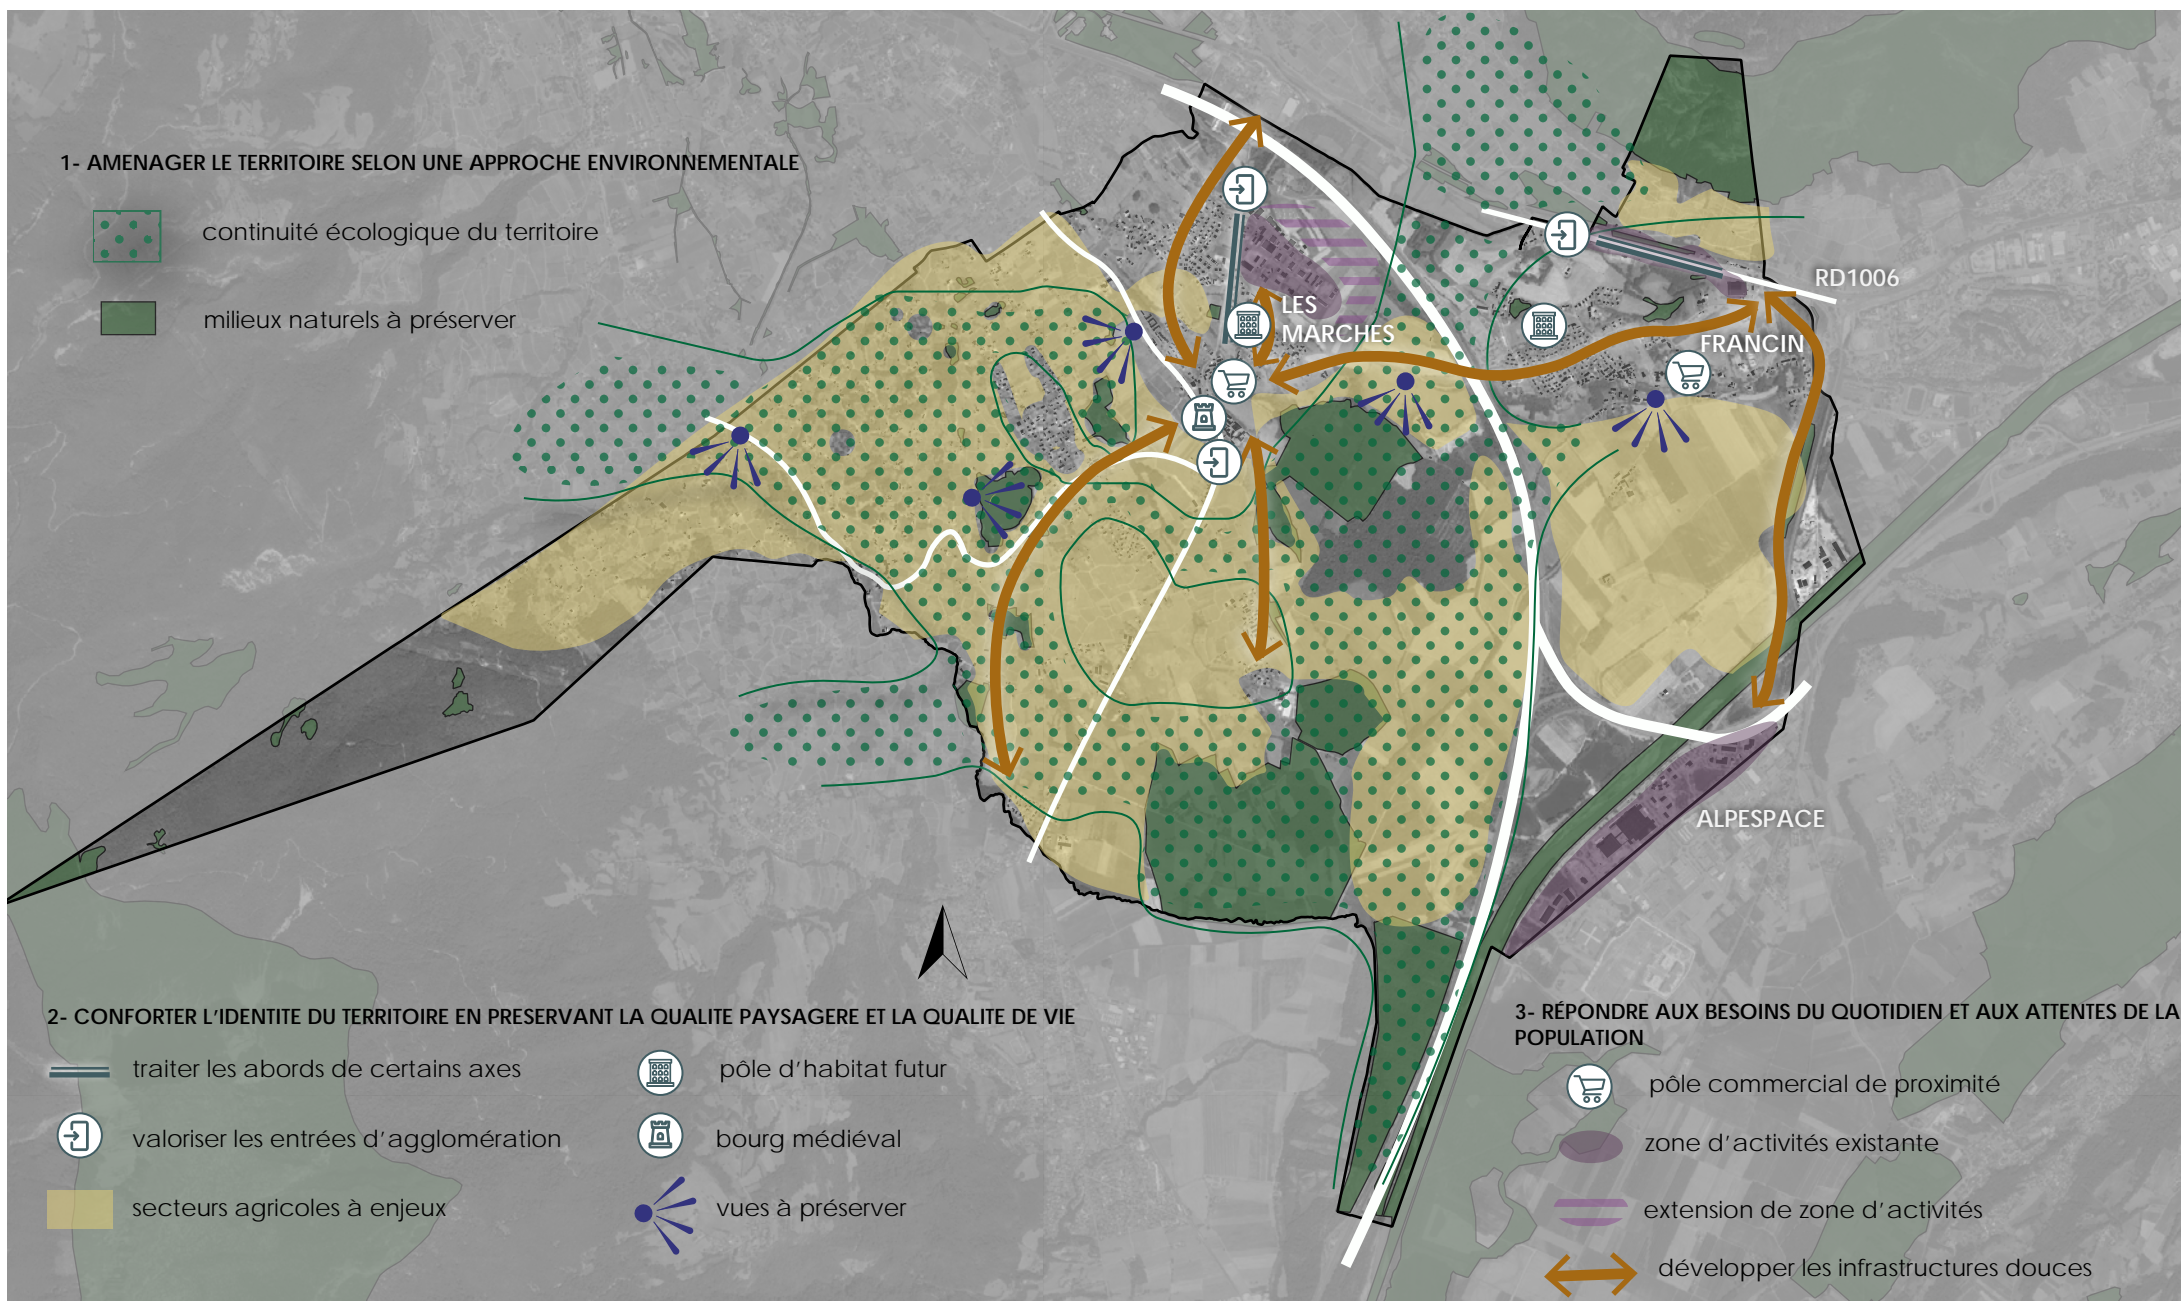 1- AMENAGER LE TERRITOIRE SELON UNE APPROCHE ENVIRONNEMENTALE
continuité écologique du territoire
milieux naturels à préserver
RD1006
LES
MARCHES
FRANCIN
ALPESPACE
2- CONFORTER L'IDENTITE DU TERRITOIRE EN PRESERVANT LA QUALITE PAYSAGERE ET LA QUALITE DE VIE
traiter les abords de certains axes
pôle d'habitat futur
valoriser les entrées d'agglomération
bourg médiéval
secteurs agricoles à enjeux
vues à préserver
3- RÉPONDRE AUX BESOINS DU QUOTIDIEN ET AUX ATTENTES DE LA
POPULATION
pôle commercial de proximité
zone d'activités existante
extension de zone d'activités
développer les infrastructures douces